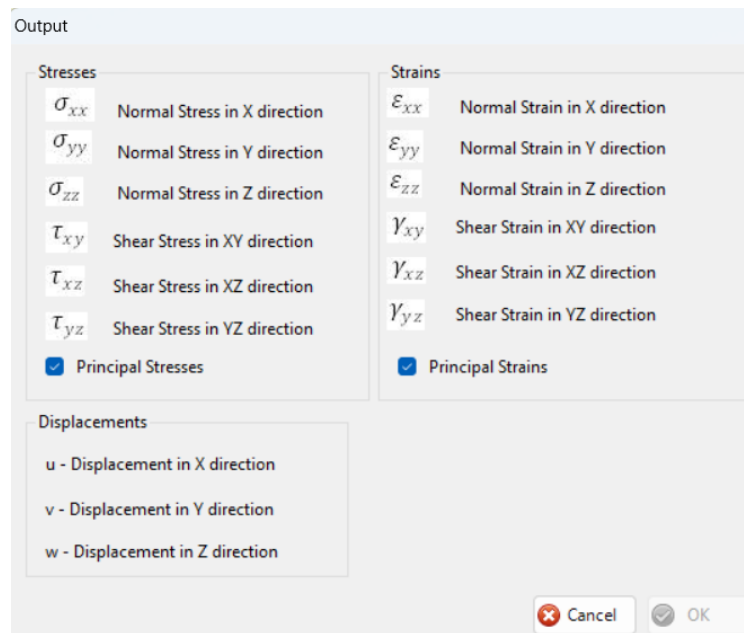 Output
Stresses
σxx Normal Stress in X direction
σyy Normal Stress in Y direction
σzz Normal Stress in Z direction
τxy Shear Stress in XY direction
τxz Shear Stress in XZ direction
τyz Shear Stress in YZ direction
Principal Stresses
Strains
εxx Normal Strain in X direction
εyy Normal Strain in Y direction
εzz Normal Strain in Z direction
γxy Shear Strain in XY direction
γxz Shear Strain in XZ direction
γyz Shear Strain in YZ direction
Principal Strains
Displacements
u - Displacement in X direction
v - Displacement in Y direction
w - Displacement in Z direction
Cancel
OK